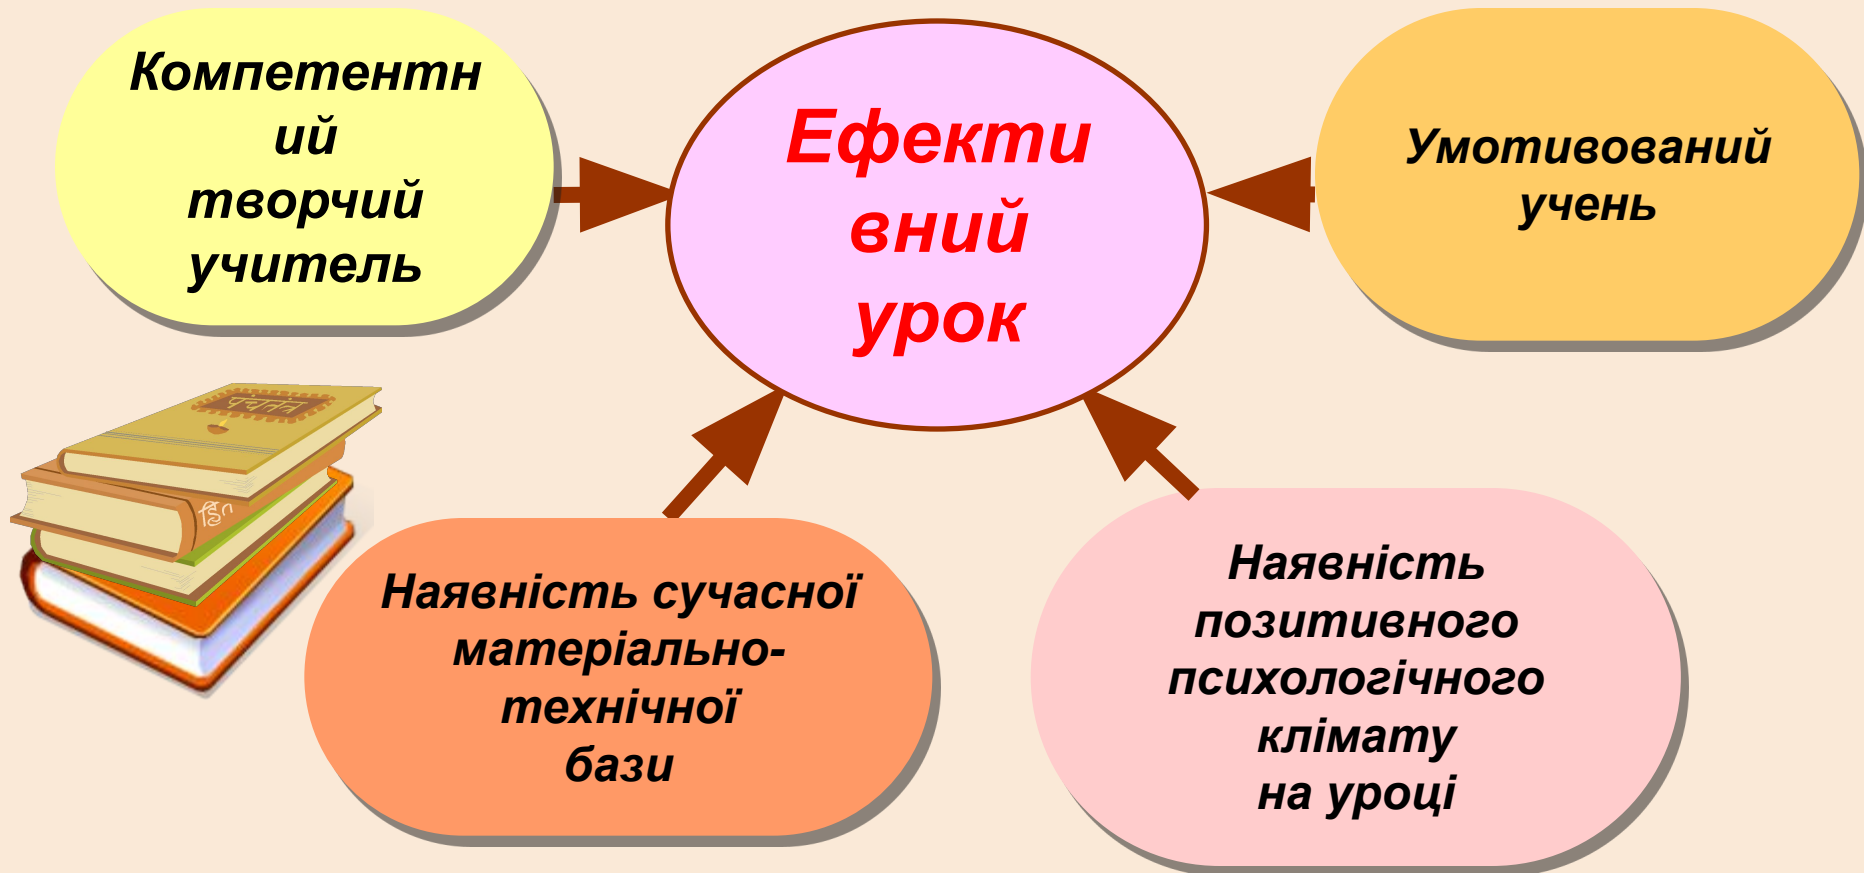 Компетентн
ий
творчий
учитель
Ефекти
вний
урок
Умотивований
учень
पंचतंत्र
Наявність сучасної
матеріально-
технічної
бази
Наявність
позитивного
психологічного
клімату
на уроці